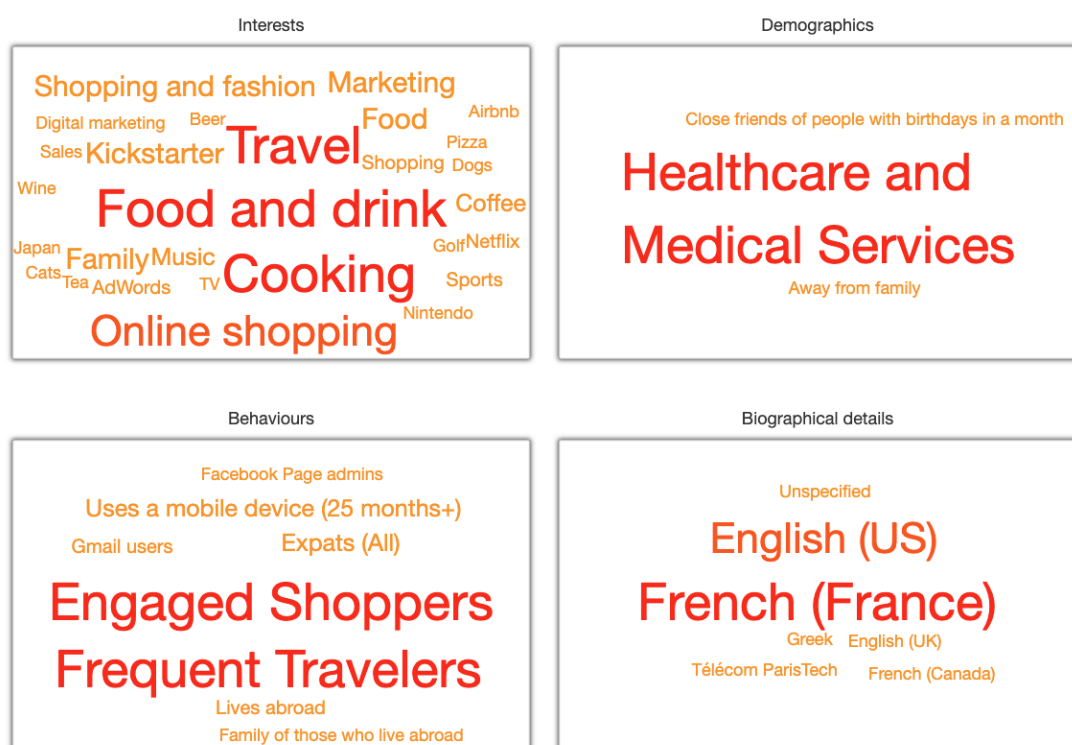 Interests
Shopping and fashion Marketing
Digital marketing Beer Food Airbnb
Sales Kickstarter Travel Shopping Pizza Dogs
Wine
Food and drink Coffee
Japan Family Music Golf Netflix
Cats Tea AdWords TV Cooking Sports
Online shopping Nintendo
Demographics
Close friends of people with birthdays in a month
Healthcare and
Medical Services
Away from family
Behaviours
Facebook Page admins
Uses a mobile device (25 months+)
Gmail users Expats (All)
Engaged Shoppers
Frequent Travelers
Lives abroad
Family of those who live abroad
Biographical details
Unspecified
English (US)
French (France)
Greek English (UK)
Télécom ParisTech French (Canada)